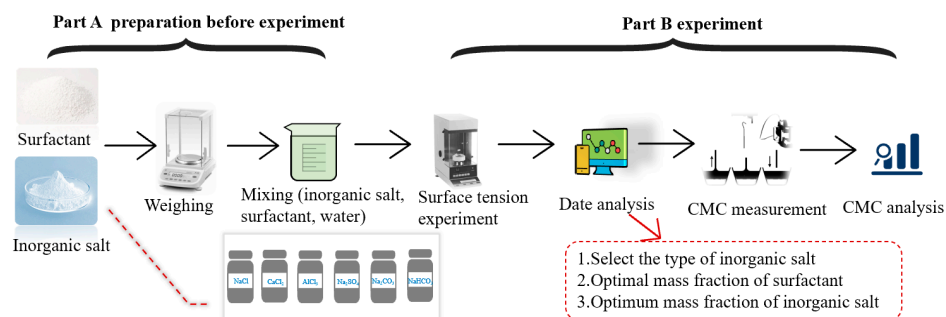 Part A preparation before experiment
Part B experiment
Surfactant
Inorganic salt
Weighing
Mixing (inorganic salt,
surfactant, water)
Surface tension
experiment
Date analysis
CMC measurement
CMC analysis
NaCl
CaCl₂
AlCl₃
Na₂SO₄
Na₂CO₃
NaHCO₃
1.Select the type of inorganic salt
2.Optimal mass fraction of surfactant
3.Optimum mass fraction of inorganic salt